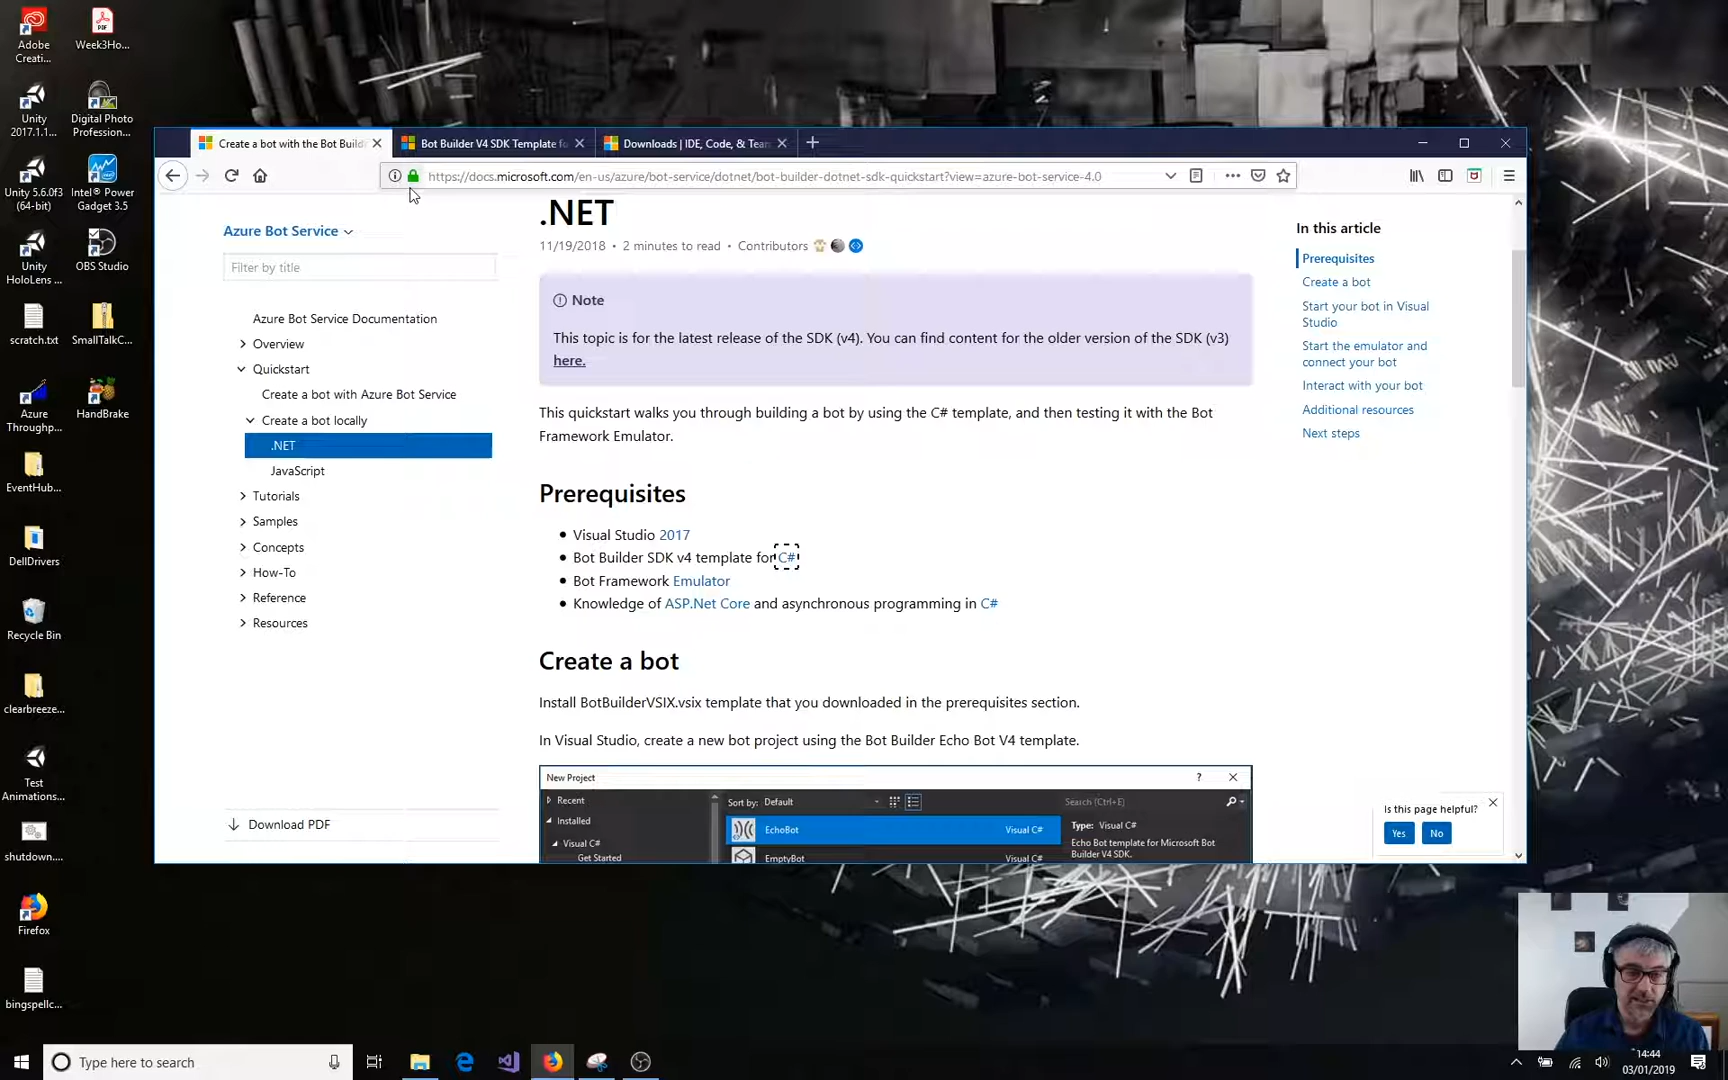 Adobe
Creati...
Week3Ho...
Unity
2017.1.1...
Digital Photo
Profession...
Unity 5.6.0f3
(64-bit)
Intel® Power
Gadget 3.5
Unity
HoloLens ...
OBS Studio
scratch.txt
SmallTalkC...
Azure
Throughp...
HandBrake
EventHub...
DellDrivers
Recycle Bin
clearbreeze...
Test
Animations...
shutdown....
Firefox
bingspellc...
Create a bot with the Bot Build
Bot Builder V4 SDK Template fo
Downloads | IDE, Code, & Team
https://docs.microsoft.com/en-us/azure/bot-service/dotnet/bot-builder-dotnet-sdk-quickstart?view=azure-bot-service-4.0
Azure Bot Service
Filter by title
Azure Bot Service Documentation
Overview
Quickstart
Create a bot with Azure Bot Service
Create a bot locally
.NET
JavaScript
Tutorials
Samples
Concepts
How-To
Reference
Resources
Download PDF
.NET
11/19/2018 • 2 minutes to read • Contributors
Note
This topic is for the latest release of the SDK (v4). You can find content for the older version of the SDK (v3)
here.
This quickstart walks you through building a bot by using the C# template, and then testing it with the Bot
Framework Emulator.
Prerequisites
• Visual Studio 2017
• Bot Builder SDK v4 template for C#
• Bot Framework Emulator
• Knowledge of ASP.Net Core and asynchronous programming in C#
Create a bot
Install BotBuilderVSIX.vsix template that you downloaded in the prerequisites section.
In Visual Studio, create a new bot project using the Bot Builder Echo Bot V4 template.
New Project
?
Recent
Installed
Visual C#
Get Started
Sort by: Default
Search (Ctrl+E)
EchoBot Visual C#
EmptyBot Visual C#
Type: Visual C#
Echo Bot template for Microsoft Bot
Builder V4 SDK.
In this article
Prerequisites
Create a bot
Start your bot in Visual
Studio
Start the emulator and
connect your bot
Interact with your bot
Additional resources
Next steps
Is this page helpful?
Yes No
Type here to search
14:44
03/01/2019